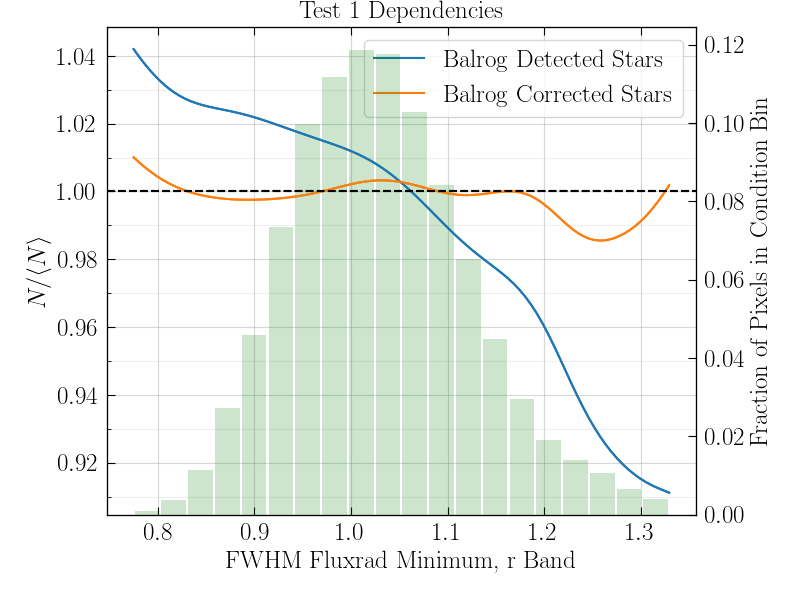 Test 1 Dependencies
Balrog Detected Stars
Balrog Corrected Stars
1.04
1.02
1.00
0.98
0.96
0.94
0.92
N/⟨N⟩
0.12
0.10
0.08
0.06
0.04
0.02
0.00
Fraction of Pixels in Condition Bin
0.8 0.9 1.0 1.1 1.2 1.3
FWHM Fluxrad Minimum, r Band